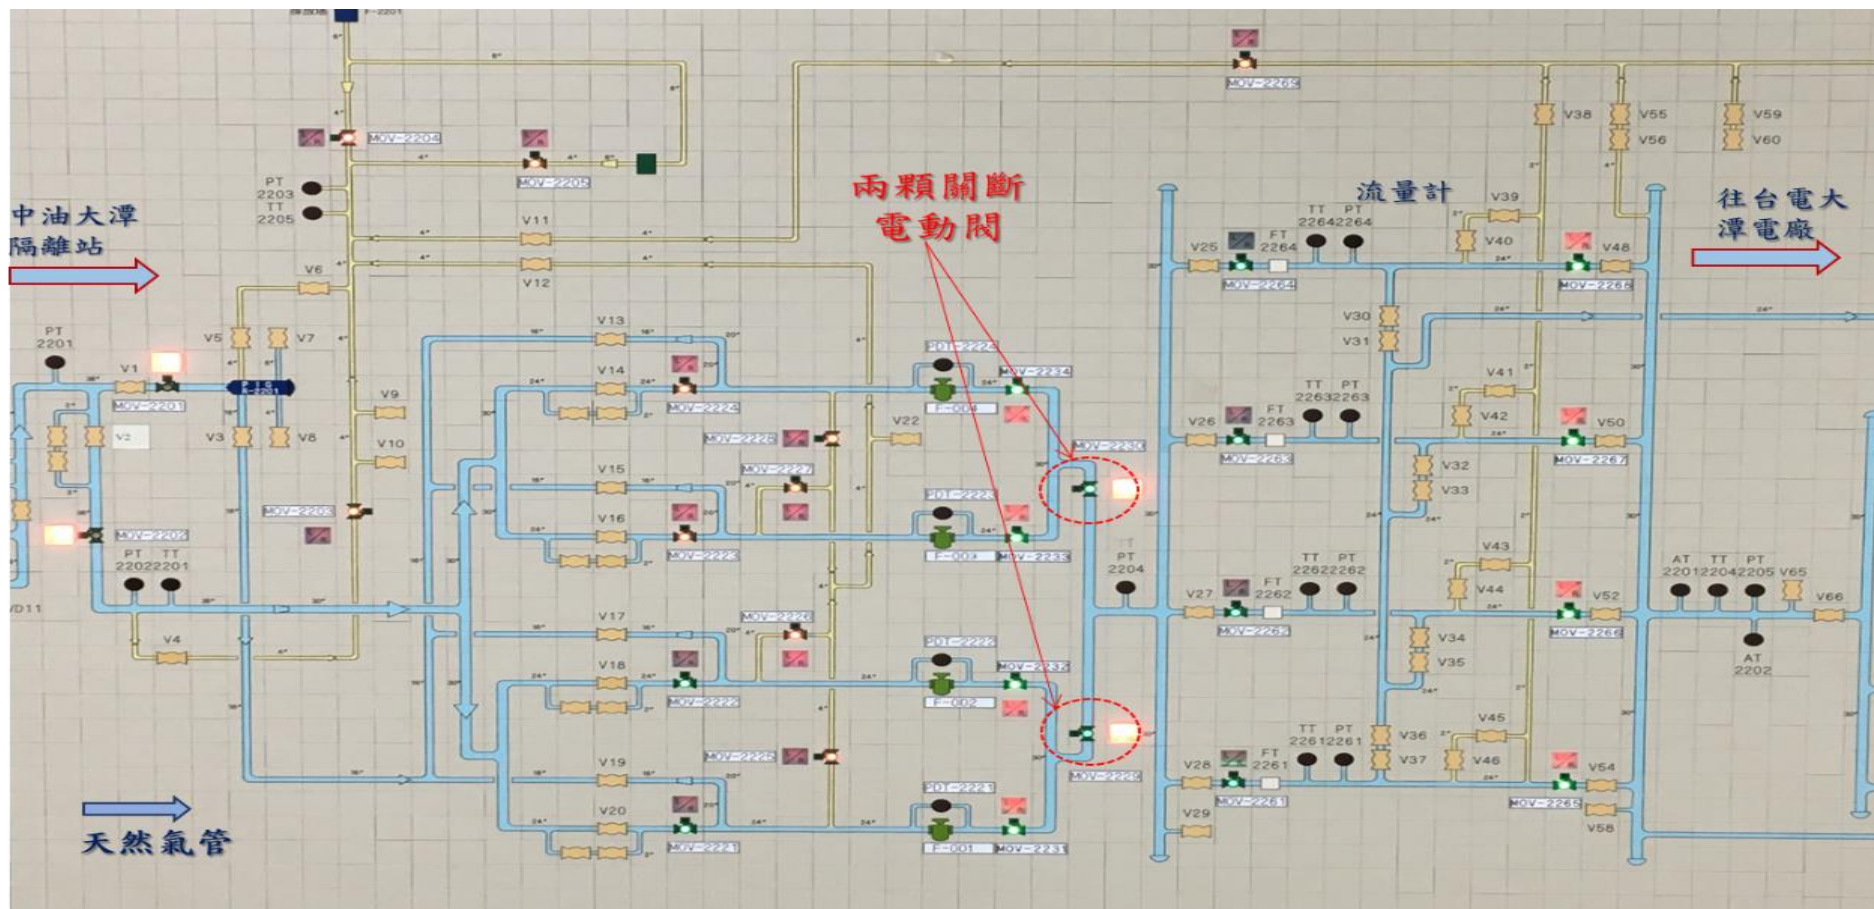 F-2201
MOV-2269
MOV-2204
MOV-2205
PT
2203
TT
2205
中油大潭
隔離站
兩顆關斷
電動閥
流量計
往台電大
潭電廠
V38
V55
V56
V59
V60
V39
V40
V11
V12
V6
V5
V7
PT
2201
V1
MOV-2201
PIG
V3
V8
V2
V9
V10
MOV-2203
MOV-2202
PT
2202
TT
2201
VD11
V4
V13
V14
MOV-2224
MOV-2228
MOV-2227
V15
V16
MOV-2223
V17
MOV-2226
V18
MOV-2222
MOV-2225
V19
V20
MOV-2221
V22
PDT-2224
MOV-2234
F-004
PDT-2223
F-003
MOV-2233
PDT-2222
MOV-2232
F-002
PDT-2221
F-001
MOV-2231
MOV-2230
MOV-2229
TT
PT
2204
V25
FT
2264
TT
2264
PT
2264
MOV-2264
V48
MOV-2268
V30
V31
V41
V42
V26
FT
2263
TT
2263
PT
2263
MOV-2263
V50
MOV-2267
V32
V33
V43
V44
V27
FT
2262
TT
2262
PT
2262
MOV-2262
V52
MOV-2266
V34
V35
AT
2201
TT
2204
PT
2205
V65
V66
AT
2202
V45
V46
V36
V37
V28
FT
2261
TT
2261
PT
2261
MOV-2261
V54
MOV-2265
V29
V58
天然氣管